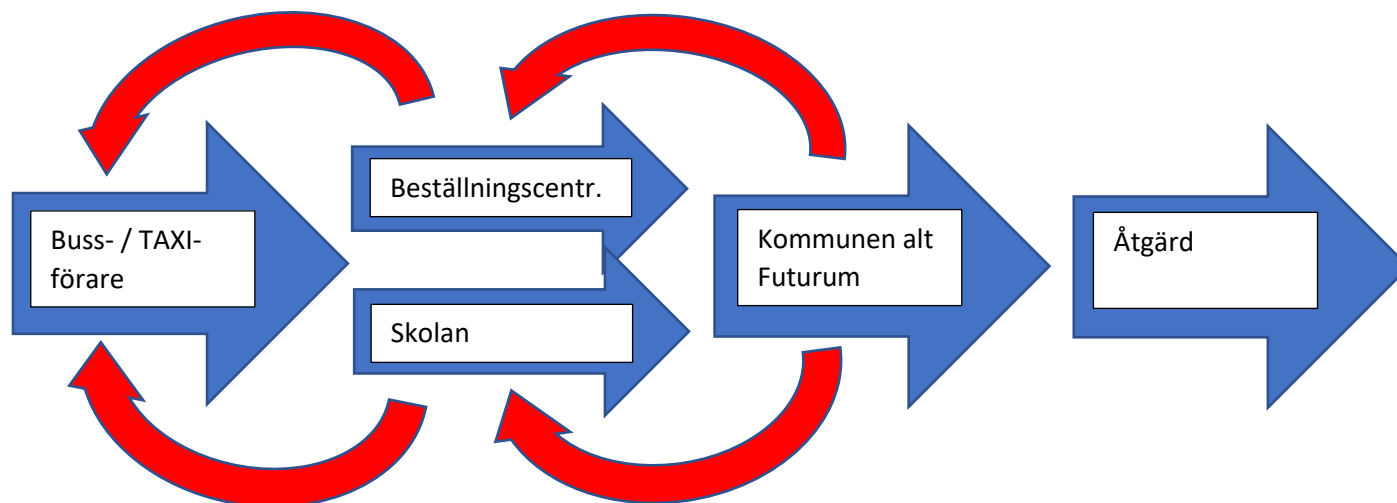 Buss- / TAXI-
förare
Beställningscentr.
Skolan
Kommunen alt
Futurum
Åtgärd